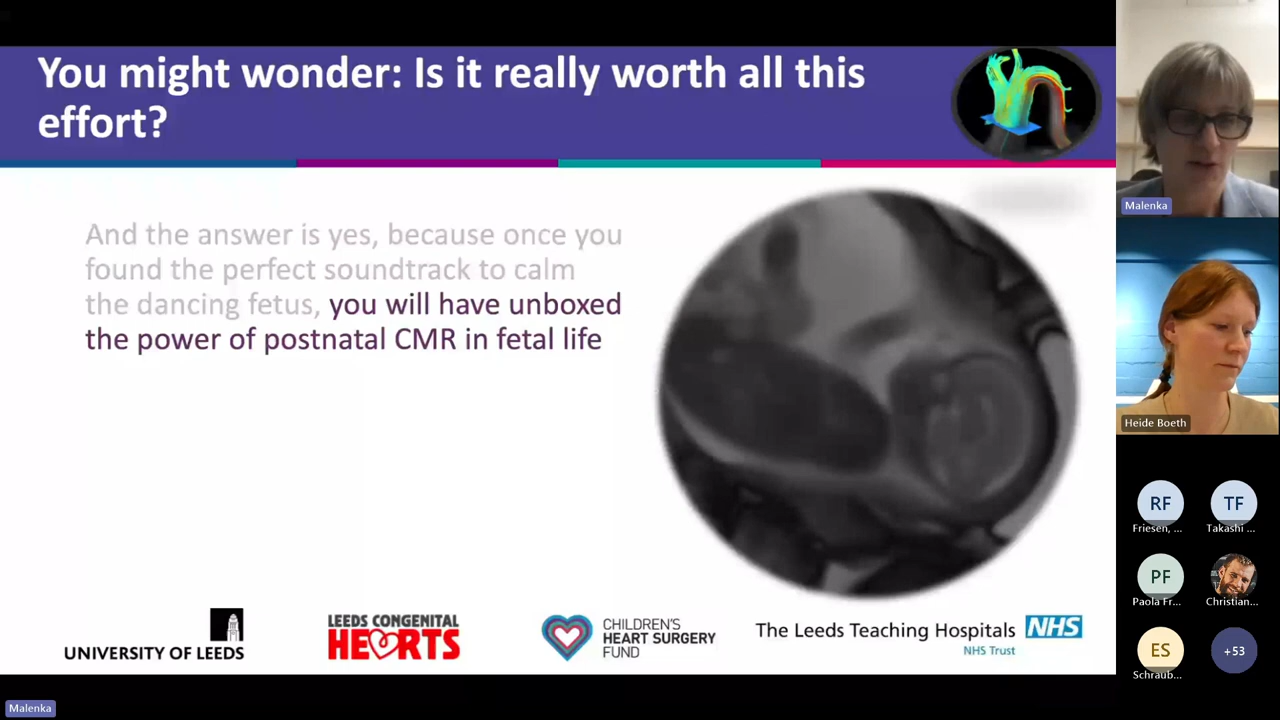 You might wonder: Is it really worth all this
effort?
And the answer is yes, because once you
found the perfect soundtrack to calm
the dancing fetus, you will have unboxed
the power of postnatal CMR in fetal life
UNIVERSITY OF LEEDS
LEEDS CONGENITAL
HEARTS
CHILDREN'S
HEART SURGERY
FUND
The Leeds Teaching Hospitals NHS
NHS Trust
Malenka
Heide Boeth
RF TF
Friesen, ... Takashi ...
PF
Paola Fr... Christian...
ES +53
Schraub...
Malenka